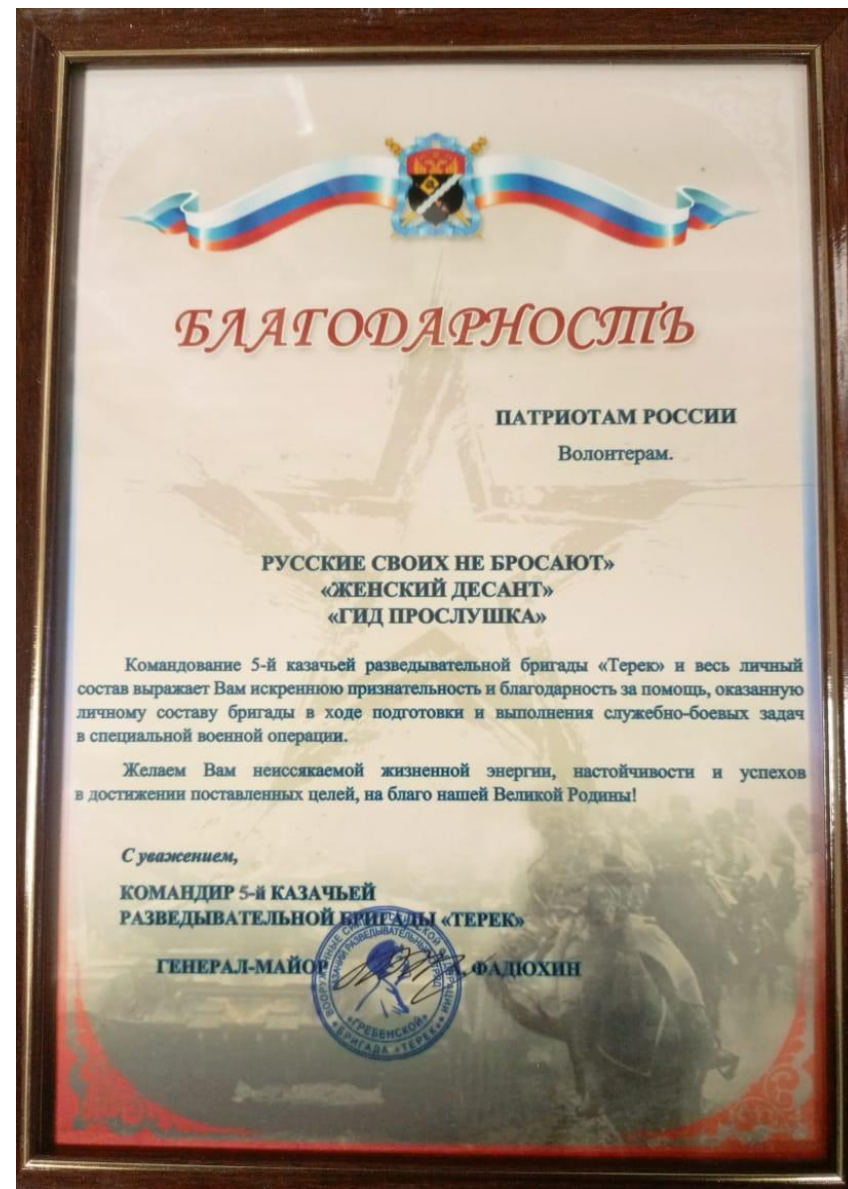 БЛАГОДАРНОСТЬ
ПАТРИОТАМ РОССИИ
Волонтерам.
РУССКИЕ СВОИХ НЕ БРОСАЮТ»
«ЖЕНСКИЙ ДЕСАНТ»
«ГИД ПРОСЛУШКА»
Командование 5-й казачьей разведывательной бригады «Терек» и весь личный
состав выражает Вам искреннюю признательность и благодарность за помощь, оказанную
личному составу бригады в ходе подготовки и выполнения служебно-боевых задач
в специальной военной операции.
Желаем Вам неиссякаемой жизненной энергии, настойчивости и успехов
в достижении поставленных целей, на благо нашей Великой Родины!
С уважением,
КОМАНДИР 5-й КАЗАЧЬЕЙ
РАЗВЕДЫВАТЕЛЬНОЙ БРИГАДЫ «ТЕРЕК»
ГЕНЕРАЛ-МАЙОР ФАДЮХИН
«ГРЕБЕНСКОЙ»
«БРИГАДА «ТЕРЕК»